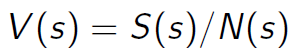 V(s) = S(s)/N(s)